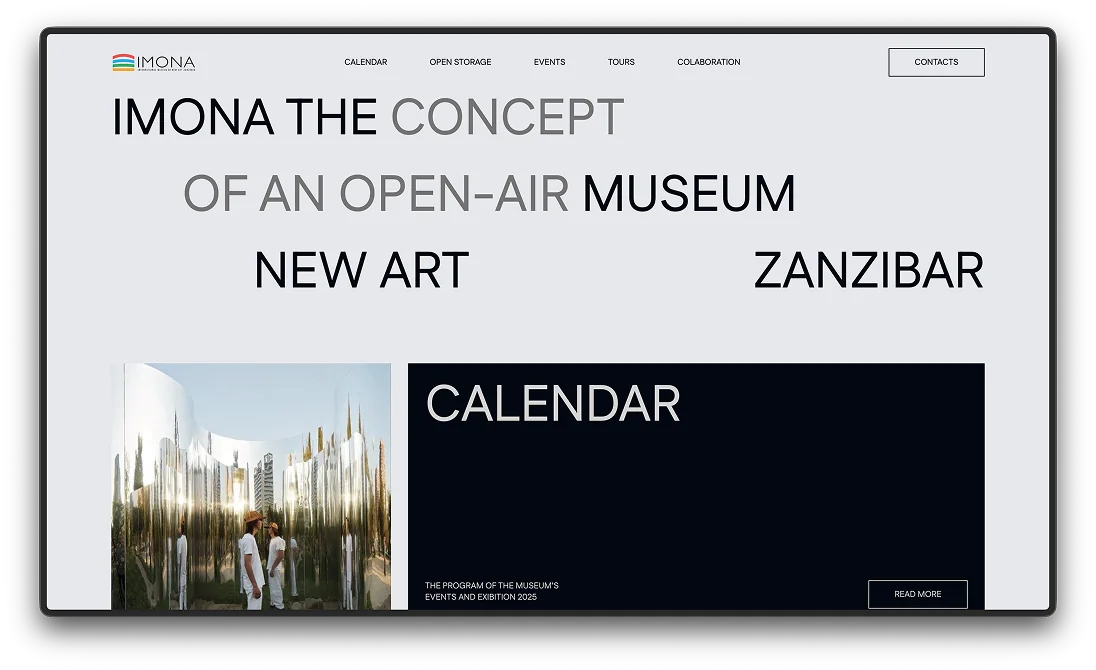 IMONA
CALENDAR
OPEN STORAGE
EVENTS
TOURS
COLABORATION
CONTACTS
IMONA THE CONCEPT
OF AN OPEN-AIR MUSEUM
NEW ART ZANZIBAR
CALENDAR
THE PROGRAM OF THE MUSEUM'S
EVENTS AND EXIBITION 2025
READ MORE